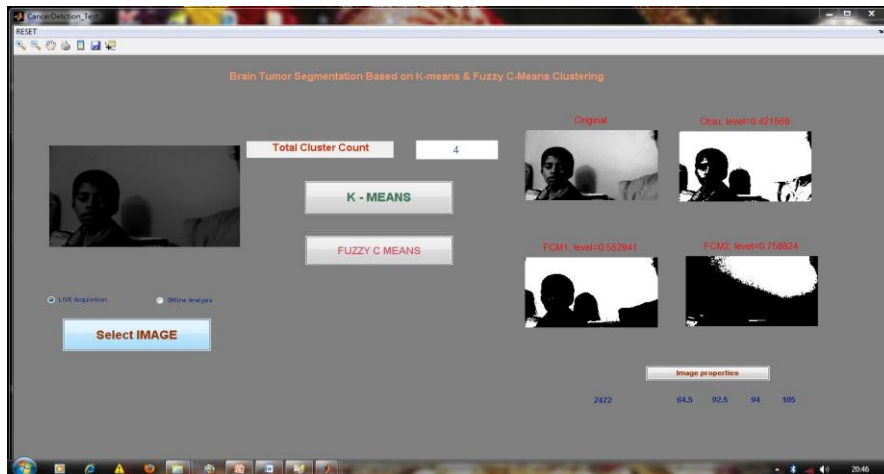 CancerDetction_Test
RESET
Brain Tumor Segmentation Based on K-means & Fuzzy C-Means Clustering
Total Cluster Count
4
K - MEANS
FUZZY C MEANS
LIVE Acquisition
Offline Analysis
Select IMAGE
Original
Otsu, level=0.421569
FCM1, level=0.552941
FCM2, level=0.758824
Image properties
2472 64.5 92.5 94 105
20:46